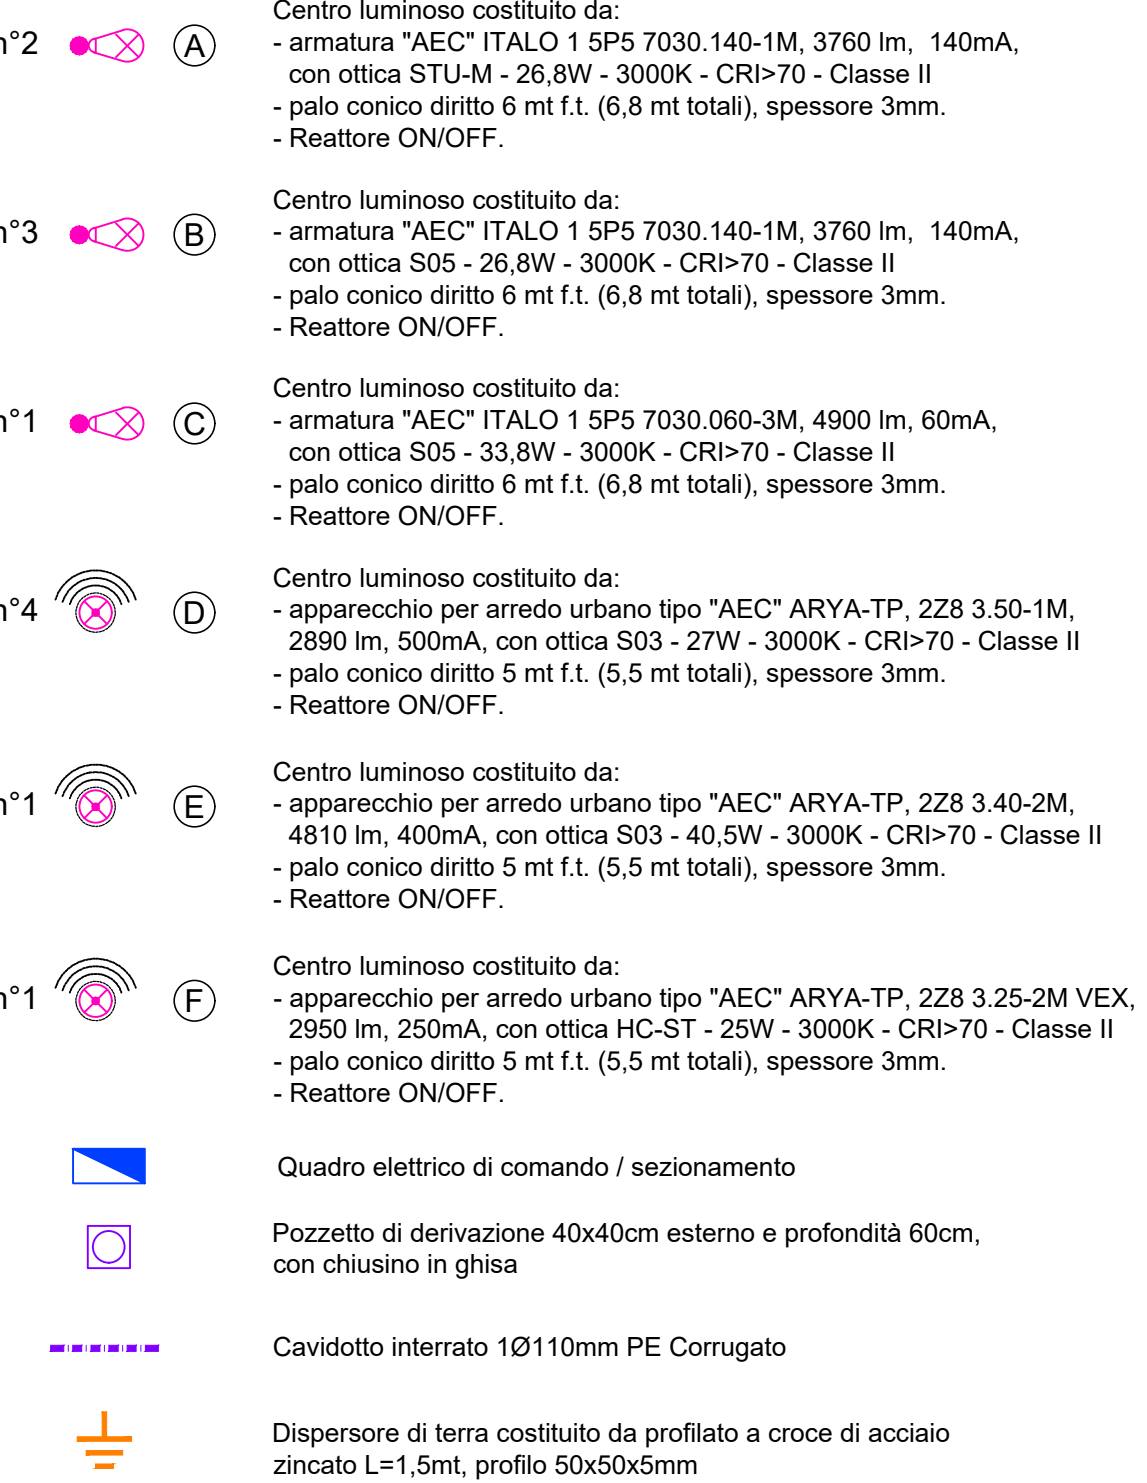 Centro luminoso costituito da:
n°2 A - armatura "AEC" ITALO 1 5P5 7030.140-1M, 3760 lm, 140mA,
con ottica STU-M - 26,8W - 3000K - CRI>70 - Classe II
- palo conico diritto 6 mt f.t. (6,8 mt totali), spessore 3mm.
- Reattore ON/OFF.
Centro luminoso costituito da:
n°3 B - armatura "AEC" ITALO 1 5P5 7030.140-1M, 3760 lm, 140mA,
con ottica S05 - 26,8W - 3000K - CRI>70 - Classe II
- palo conico diritto 6 mt f.t. (6,8 mt totali), spessore 3mm.
- Reattore ON/OFF.
Centro luminoso costituito da:
n°1 C - armatura "AEC" ITALO 1 5P5 7030.060-3M, 4900 lm, 60mA,
con ottica S05 - 33,8W - 3000K - CRI>70 - Classe II
- palo conico diritto 6 mt f.t. (6,8 mt totali), spessore 3mm.
- Reattore ON/OFF.
Centro luminoso costituito da:
n°4 D - apparecchio per arredo urbano tipo "AEC" ARYA-TP, 2Z8 3.50-1M,
2890 lm, 500mA, con ottica S03 - 27W - 3000K - CRI>70 - Classe II
- palo conico diritto 5 mt f.t. (5,5 mt totali), spessore 3mm.
- Reattore ON/OFF.
Centro luminoso costituito da:
n°1 E - apparecchio per arredo urbano tipo "AEC" ARYA-TP, 2Z8 3.40-2M,
4810 lm, 400mA, con ottica S03 - 40,5W - 3000K - CRI>70 - Classe II
- palo conico diritto 5 mt f.t. (5,5 mt totali), spessore 3mm.
- Reattore ON/OFF.
Centro luminoso costituito da:
n°1 F - apparecchio per arredo urbano tipo "AEC" ARYA-TP, 2Z8 3.25-2M VEX,
2950 lm, 250mA, con ottica HC-ST - 25W - 3000K - CRI>70 - Classe II
- palo conico diritto 5 mt f.t. (5,5 mt totali), spessore 3mm.
- Reattore ON/OFF.
Quadro elettrico di comando / sezionamento
Pozzetto di derivazione 40x40cm esterno e profondità 60cm,
con chiusino in ghisa
Cavidotto interrato 1Ø110mm PE Corrugato
Dispersore di terra costituito da profilato a croce di acciaio
zincato L=1,5mt, profilo 50x50x5mm